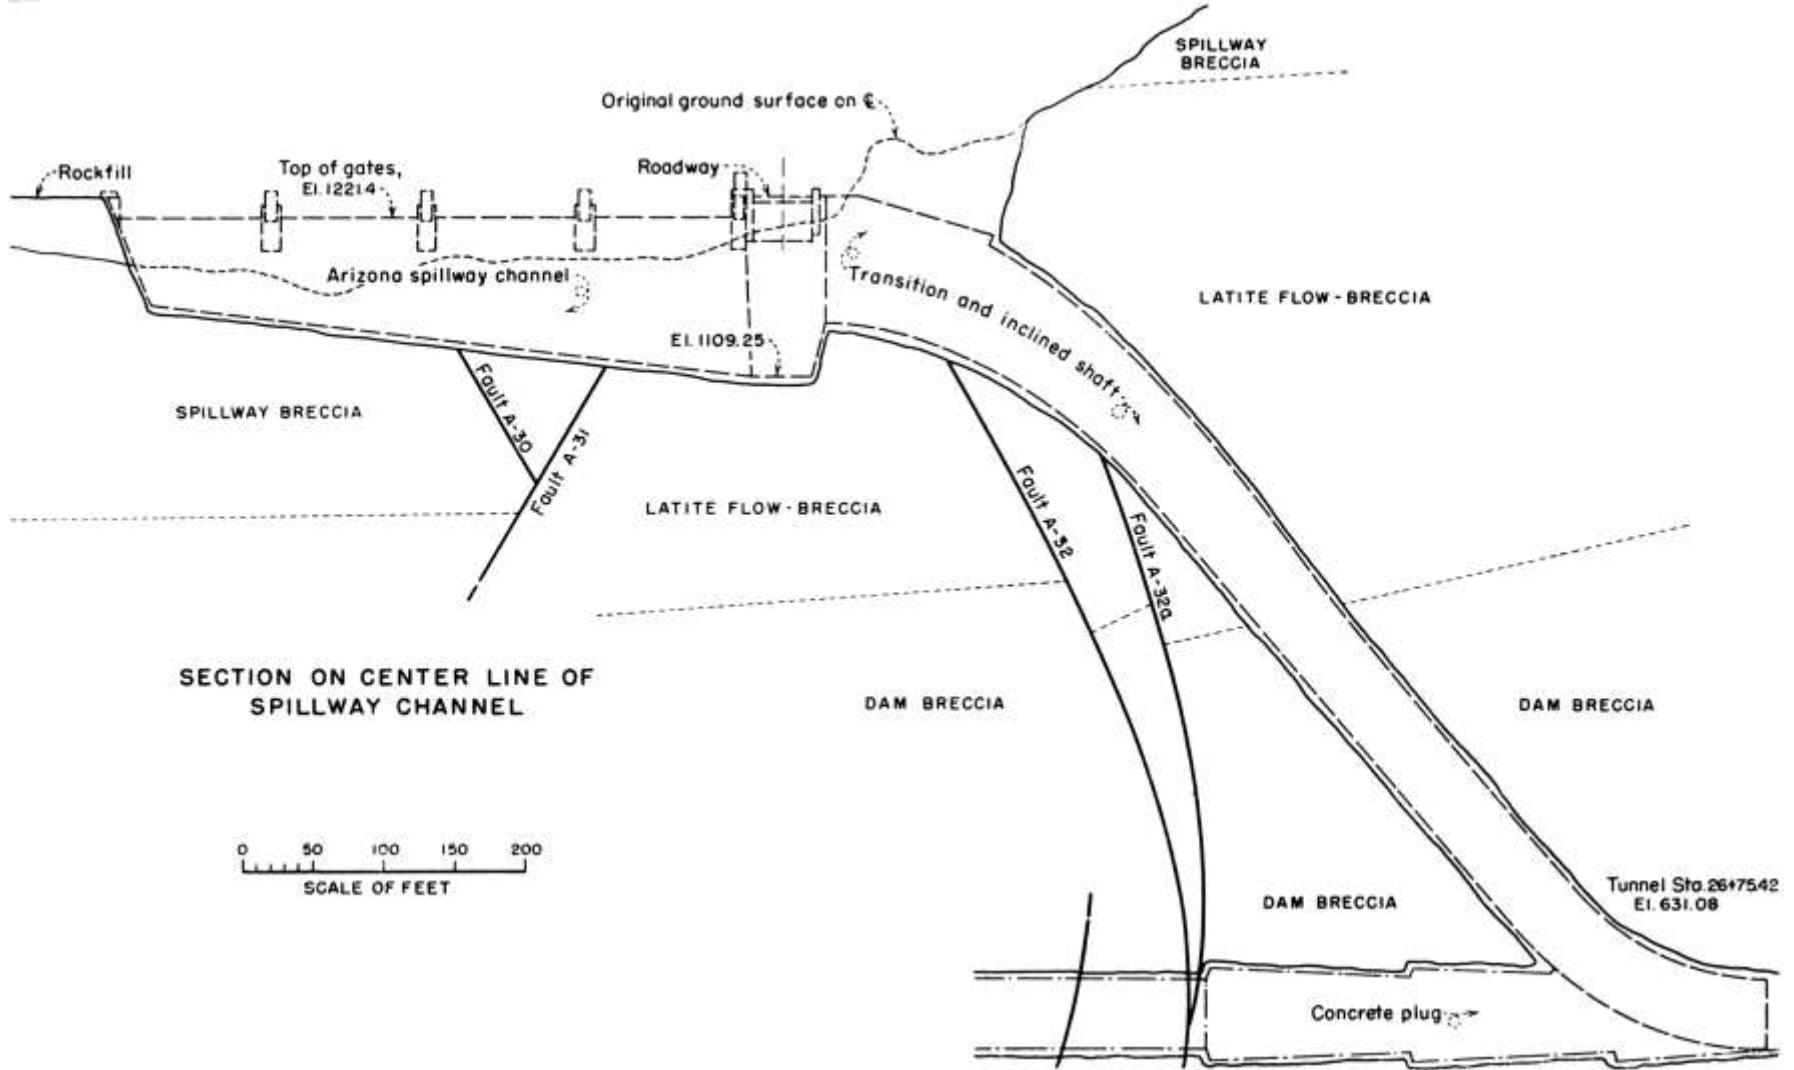 SPILLWAY
BRECCIA
Original ground surface on ℄
Rockfill
Top of gates,
El.1221.4
Roadway
Arizona spillway channel
Transition and inclined shaft
LATITE FLOW-BRECCIA
El. 1109.25
SPILLWAY BRECCIA
Fault A-30
Fault A-31
LATITE FLOW-BRECCIA
Fault A-32
Fault A-32a
SECTION ON CENTER LINE OF
SPILLWAY CHANNEL
DAM BRECCIA
DAM BRECCIA
0 50 100 150 200
SCALE OF FEET
Tunnel Sta. 26+75.42
El. 631.08
DAM BRECCIA
Concrete plug